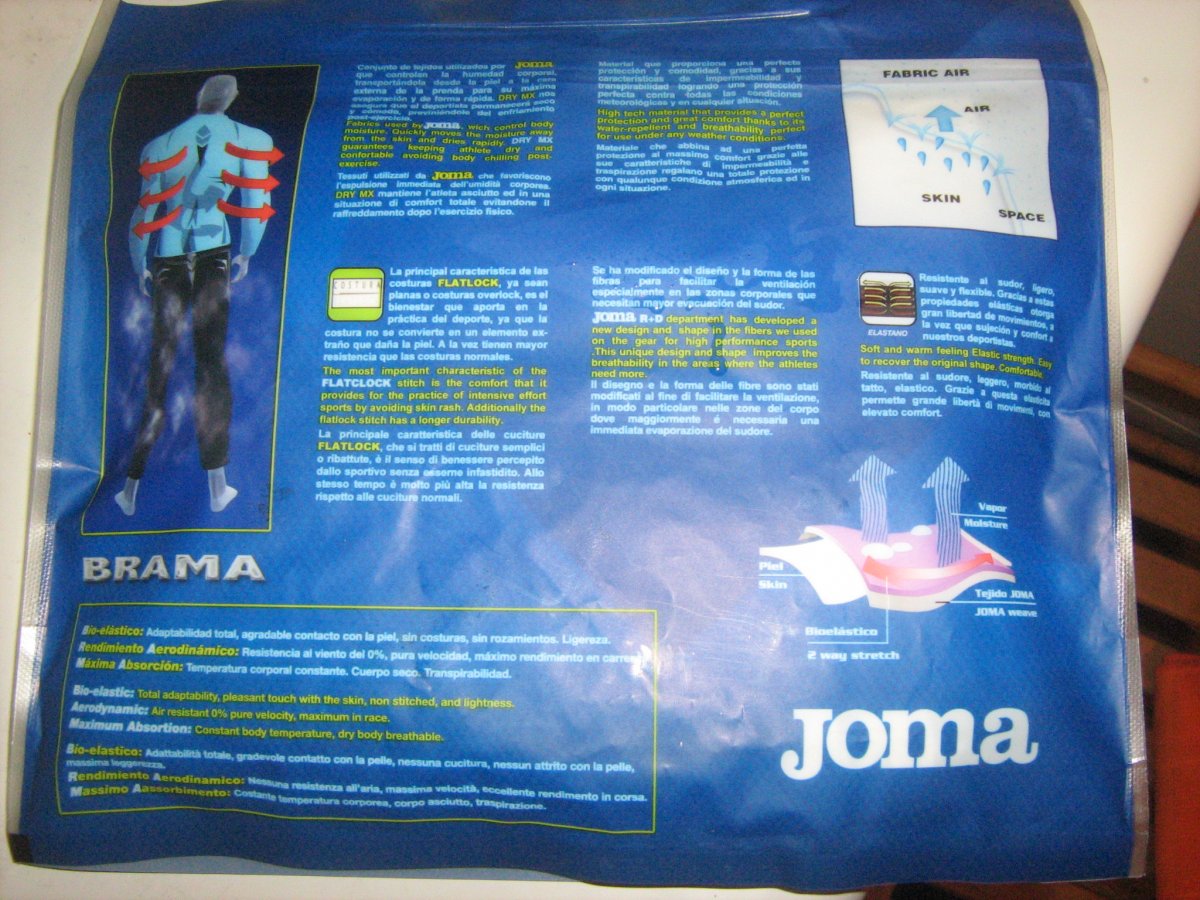 Conjunto de tejidos utilizados por Joma
que controlan la humedad corporal,
transportándola desde la piel a la cara
externa de la prenda para su máxima
evaporación y de forma rápida. DRY MX nos
asegura que el deportista permanecerá seco
y cómodo, previniéndole del enfriamiento
post-ejercicio.
Fabrics used by Joma, wich control body
moisture. Quickly moves the moisture away
from the skin and dries rapidly. DRY MX
guarantees keeping athlete dry and
confortable avoiding body chilling post-
exercise.
Tessuti utilizzati da Joma che favoriscono
l'espulsione immediata dell'umidità corporea.
DRY MX mantiene l'atleta asciutto ed in una
situazione di comfort totale evitandone il
raffreddamento dopo l'esercizio fisico.
Material que proporciona una perfecta
protección y comodidad, gracias a sus
características de impermeabilidad y
transpirabilidad logrando una protección
perfecta contra todas las condiciones
meteorológicas y en cualquier situación.
High tech material that provides a perfect
protection and great comfort thanks to its
water-repellent and breathability perfect
for use under any weather conditions.
Materiale che abbina ad una perfetta
protezione al massimo comfort grazie alle
sue caratteristiche di impermeabilità e
traspirazione regalano una totale protezione
con qualunque condizione atmosferica ed in
ogni situazione.
FABRIC AIR
AIR
SKIN
SPACE
COSTURA
La principal característica de las
costuras FLATLOCK, ya sean
planas o costuras overlock, es el
bienestar que aporta en la
práctica del deporte, ya que la
costura no se convierte en un elemento ex-
traño que daña la piel. A la vez tienen mayor
resistencia que las costuras normales.
The most important characteristic of the
FLATCLOCK stitch is the comfort that it
provides for the practice of intensive effort
sports by avoiding skin rash. Additionally the
flatlock stitch has a longer durability.
La principale caratteristica delle cuciture
FLATLOCK, che si tratti di cuciture semplici
o ribattute, è il senso di benessere percepito
dallo sportivo senza esserne infastidito. Allo
stesso tempo è molto più alta la resistenza
rispetto alle cuciture normali.
Se ha modificado el diseño y la forma de las
fibras para facilitar la ventilación
especialmente en las zonas corporales que
necesitan mayor evacuación del sudor.
Joma R+D department has developed a
new design and shape in the fibers we used
on the gear for high performance sports
.This unique design and shape improves the
breathability in the areas where the athletes
need more.
Il disegno e la forma delle fibre sono stati
modificati al fine di facilitare la ventilazione,
in modo particolare nelle zone del corpo
dove maggiormente è necessaria una
immediata evaporazione del sudore.
ELASTANO
Resistente al sudor, ligero,
suave y flexible. Gracias a estas
propiedades elásticas otorga
gran libertad de movimientos, a
la vez que sujeción y confort a
nuestros deportistas.
Soft and warm feeling Elastic strength. Easy
to recover the original shape. Comfortable
Resistente al sudore, leggero, morbido al
tatto, elastico. Grazie a questa elasticità
permette grande libertà di movimenti, con
elevato comfort.
Vapor
Moisture
Piel
Skin
Tejido JOMA
JOMA weave
Bioelástico
2 way stretch
BRAMA
Bio-elástico: Adaptabilidad total, agradable contacto con la piel, sin costuras, sin rozamientos. Ligereza.
Rendimiento Aerodinámico: Resistencia al viento del 0%, pura velocidad, máximo rendimiento en carrera.
Máxima Absorción: Temperatura corporal constante. Cuerpo seco. Transpirabilidad.
Bio-elastic: Total adaptability, pleasant touch with the skin, non stitched, and lightness.
Aerodynamic: Air resistant 0% pure velocity, maximum in race.
Maximum Absortion: Constant body temperature, dry body breathable.
Bio-elastico: Adattabilità totale, gradevole contatto con la pelle, nessuna cucitura, nessun attrito con la pelle,
massima leggerezza.
Rendimiento Aerodinamico: Nessuna resistenza all'aria, massima velocità, eccellente rendimento in corsa.
Massimo Aassorbimento: Costante temperatura corporea, corpo asciutto, traspirazione.
Joma